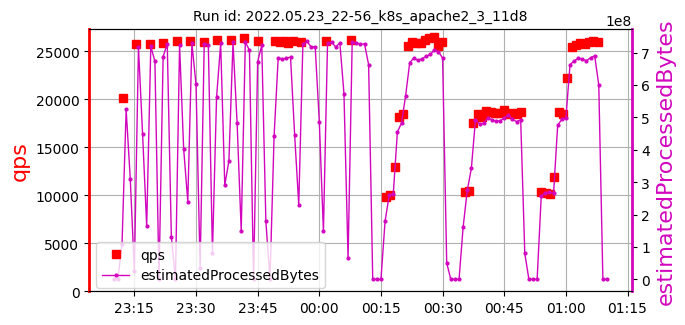 Run id: 2022.05.23_22-56_k8s_apache2_3_11d8
1e8
25000
20000
15000
10000
5000
0
qps
7
6
5
4
3
2
1
0
estimatedProcessedBytes
qps
estimatedProcessedBytes
23:15 23:30 23:45 00:00 00:15 00:30 00:45 01:00 01:15